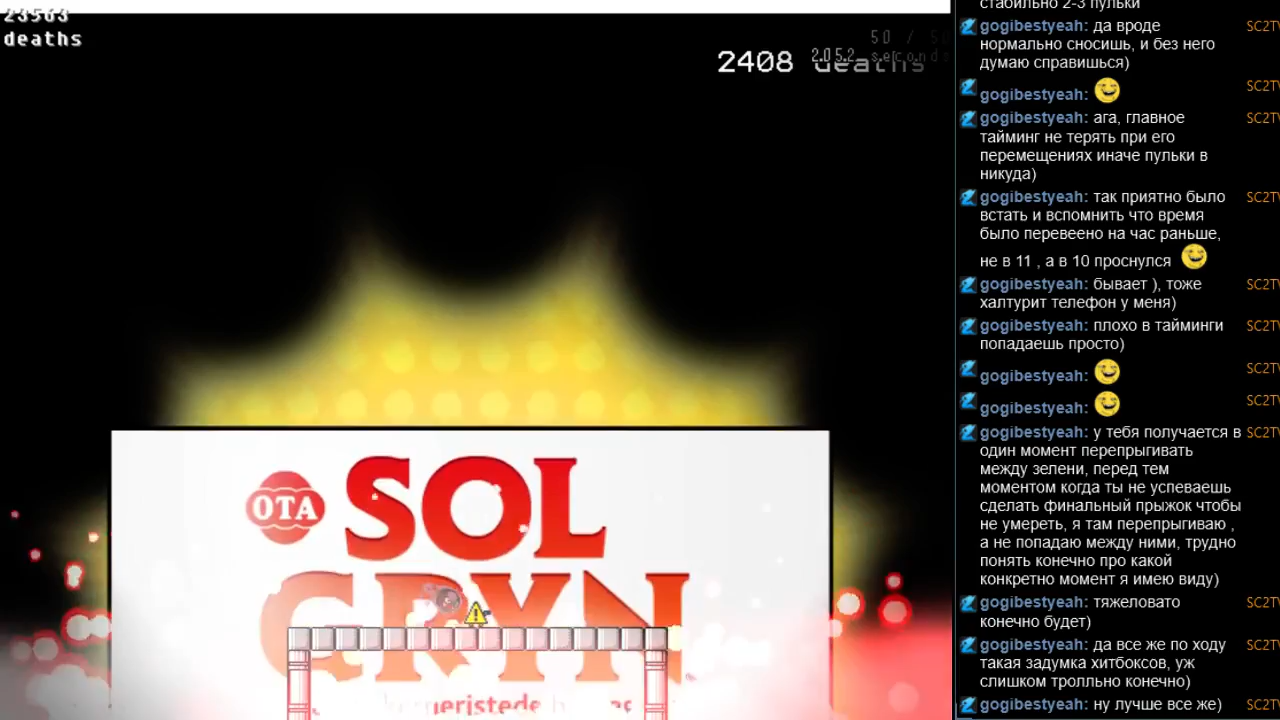 23563
deaths
50 / 50
2408 deaths
2052 seconds
OTA
SOL
GRYN
стабильно 2-3 пульки
gogibestyeah: да вроде SC2TV
нормально сносишь, и без него
думаю справишься)
gogibestyeah: SC2TV
gogibestyeah: ага, главное SC2TV
тайминг не терять при его
перемещениях иначе пульки в
никуда)
gogibestyeah: так приятно было SC2TV
встать и вспомнить что время
было перевеено на час раньше,
не в 11 , а в 10 проснулся
gogibestyeah: бывает ), тоже SC2TV
халтурит телефон у меня)
gogibestyeah: плохо в тайминги SC2TV
попадаешь просто)
gogibestyeah: SC2TV
gogibestyeah: SC2TV
gogibestyeah: у тебя получается в SC2TV
один момент перепрыгивать
между зелени, перед тем
моментом когда ты не успеваешь
сделать финальный прыжок чтобы
не умереть, я там перепрыгиваю ,
а не попадаю между ними, трудно
понять конечно про какой
конкретно момент я имею виду)
gogibestyeah: тяжеловато SC2TV
конечно будет)
gogibestyeah: да все же по ходу SC2TV
такая задумка хитбоксов, уж
слишком тролльно конечно)
gogibestyeah: ну лучше все же) SC2TV